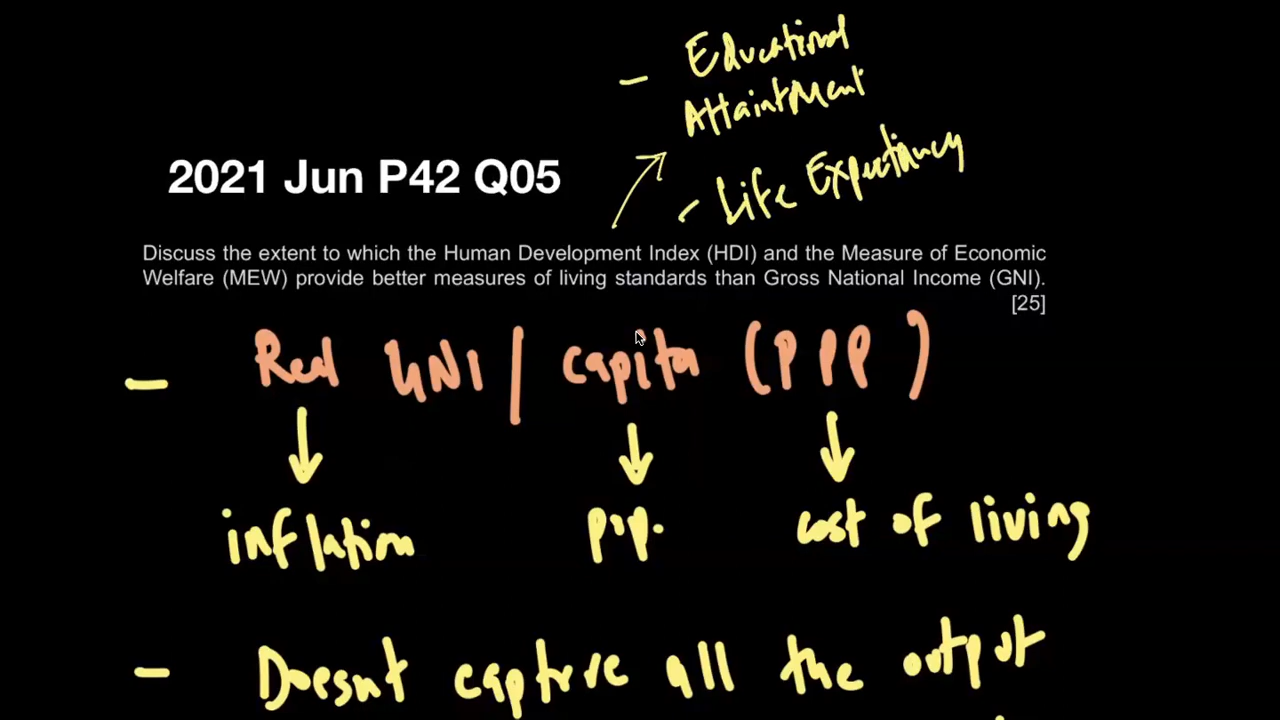 - Educational
Attaintment
- Life Expectancy
2021 Jun P42 Q05
Discuss the extent to which the Human Development Index (HDI) and the Measure of Economic
Welfare (MEW) provide better measures of living standards than Gross National Income (GNI).
[25]
- Real GNI / capita (PPP)
inflation pop. cost of living
- Doesnt capture all the output